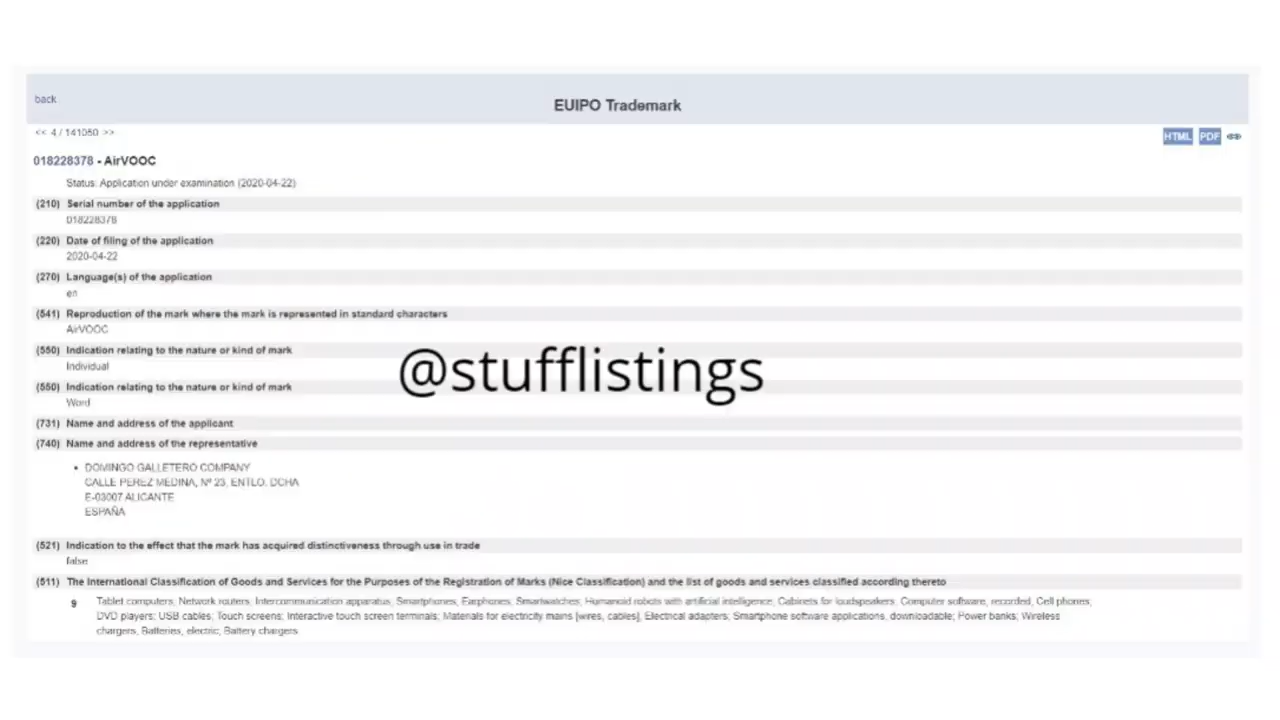 back
EUIPO Trademark
<< 4 / 141050 >>
HTML PDF
018228378 - AirVOOC
Status: Application under examination (2020-04-22)
(210) Serial number of the application
018228378
(220) Date of filing of the application
2020-04-22
(270) Language(s) of the application
en
(541) Reproduction of the mark where the mark is represented in standard characters
AirVOOC
(550) Indication relating to the nature or kind of mark
Individual
@stufflistings
(550) Indication relating to the nature or kind of mark
Word
(731) Name and address of the applicant
(740) Name and address of the representative
• DOMINGO GALLETERO COMPANY
CALLE PEREZ MEDINA, Nº 23, ENTLO. DCHA
E-03007 ALICANTE
ESPAÑA
(521) Indication to the effect that the mark has acquired distinctiveness through use in trade
false
(511) The International Classification of Goods and Services for the Purposes of the Registration of Marks (Nice Classification) and the list of goods and services classified according thereto
9 Tablet computers; Network routers; Intercommunication apparatus; Smartphones; Earphones; Smartwatches; Humanoid robots with artificial intelligence; Cabinets for loudspeakers; Computer software, recorded; Cell phones;
DVD players; USB cables; Touch screens; Interactive touch screen terminals; Materials for electricity mains [wires, cables]; Electrical adapters; Smartphone software applications, downloadable; Power banks; Wireless
chargers; Batteries, electric; Battery chargers